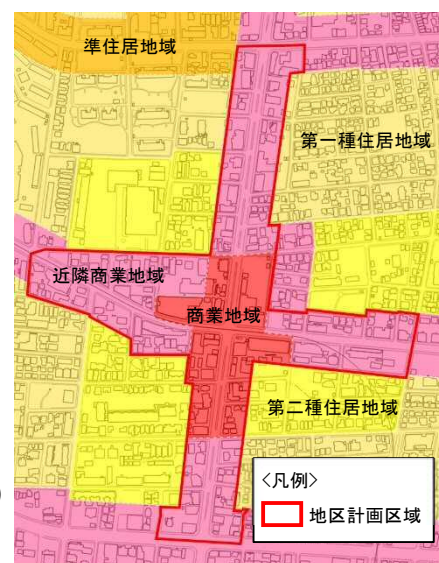 準住居地域
第一種住居地域
近隣商業地域
商業地域
第二種住居地域
<凡例>
地区計画区域